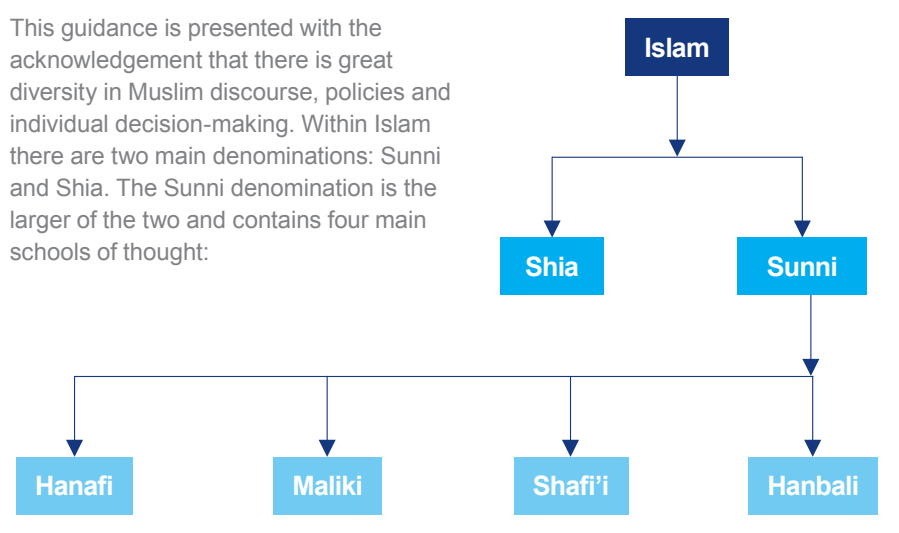 This guidance is presented with the
acknowledgement that there is great
diversity in Muslim discourse, policies and
individual decision-making. Within Islam
there are two main denominations: Sunni
and Shia. The Sunni denomination is the
larger of the two and contains four main
schools of thought:
Islam
Shia
Sunni
Hanafi
Maliki
Shafi’i
Hanbali